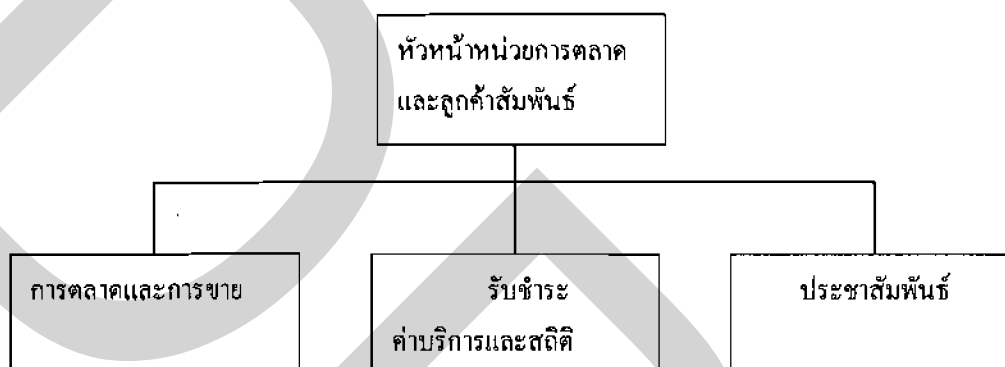 หัวหน้าหน่วยการตลาด
และลูกค้าสัมพันธ์
การตลาดและการขาย
รับชำระ
ค่าบริการและสถิติ
ประชาสัมพันธ์